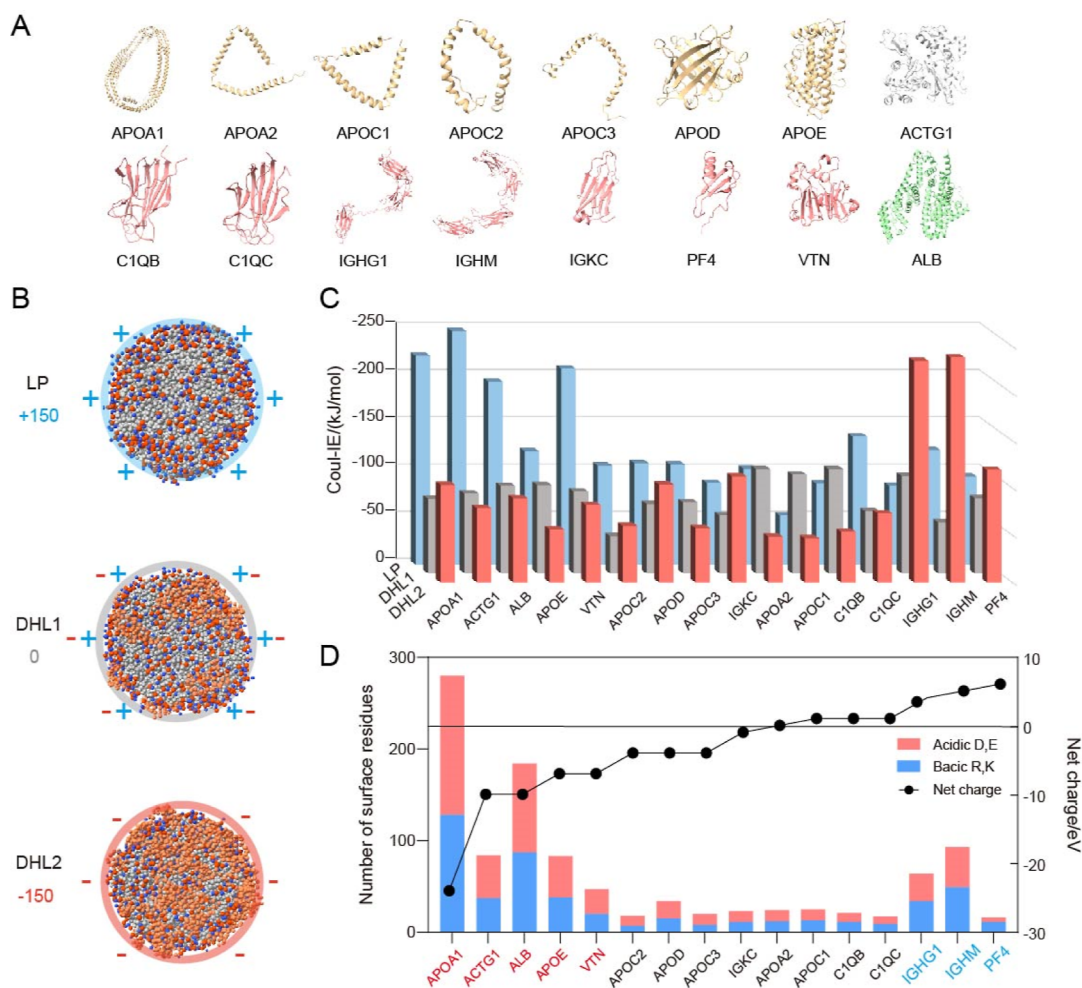 A
APOA1 APOA2 APOC1 APOC2 APOC3 APOD APOE ACTG1
C1QB C1QC IGHG1 IGHM IGKC PF4 VTN ALB
B
LP
+150
+ + + + + +
DHL1
0
- + + - - + + - - + + -
DHL2
-150
- - - - - -
C
Coul-IE/(kJ/mol)
-250
-200
-150
-100
-50
0
LP
DHL1
DHL2
APOA1 ACTG1 ALB APOE VTN APOC2 APOD APOC3 IGKC APOA2 APOC1 C1QB C1QC IGHG1 IGHM PF4
D
Number of surface residues
300
200
100
0
10
0
-10
-20
-30
Net charge/eV
Acidic D,E
Bacic R,K
Net charge
APOA1 ACTG1 ALB APOE VTN APOC2 APOD APOC3 IGKC APOA2 APOC1 C1QB C1QC IGHG1 IGHM PF4